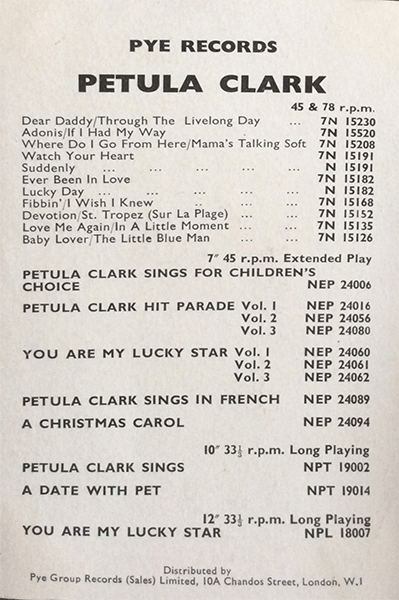 PYE RECORDS
PETULA CLARK
45 & 78 r.p.m.
Dear Daddy/Through The Livelong Day ... 7N 15230
Adonis/If I Had My Way . 7N 15520
Where Do I Go From Here/Mama's Talking Soft 7N 15208
Watch Your Heart 7N 15191
Suddenly ... ... ... ... ... N 15191
Ever Been In Love 7N 15182
Lucky Day ... ... ... ... ... N 15182
Fibbin'/I Wish I Knew .. ... ... 7N 15168
Devotion/St. Tropez (Sur La Plage) ... ... 7N 15152
Love Me Again/In A Little Moment ... ... 7N 15135
Baby Lover/The Little Blue Man ... ... 7N 15126
7" 45 r.p.m. Extended Play
PETULA CLARK SINGS FOR CHILDREN'S
CHOICE NEP 24006
PETULA CLARK HIT PARADE Vol. 1 NEP 24016
Vol. 2 NEP 24056
Vol. 3 NEP 24080
YOU ARE MY LUCKY STAR Vol. 1 NEP 24060
Vol. 2 NEP 24061
Vol. 3 NEP 24062
PETULA CLARK SINGS IN FRENCH NEP 24089
A CHRISTMAS CAROL NEP 24094
10" 33⅓ r.p.m. Long Playing
PETULA CLARK SINGS NPT 19002
A DATE WITH PET NPT 19014
12" 33⅓ r.p.m. Long Playing
YOU ARE MY LUCKY STAR NPL 18007
Distributed by
Pye Group Records (Sales) Limited, 10A Chandos Street, London, W.1